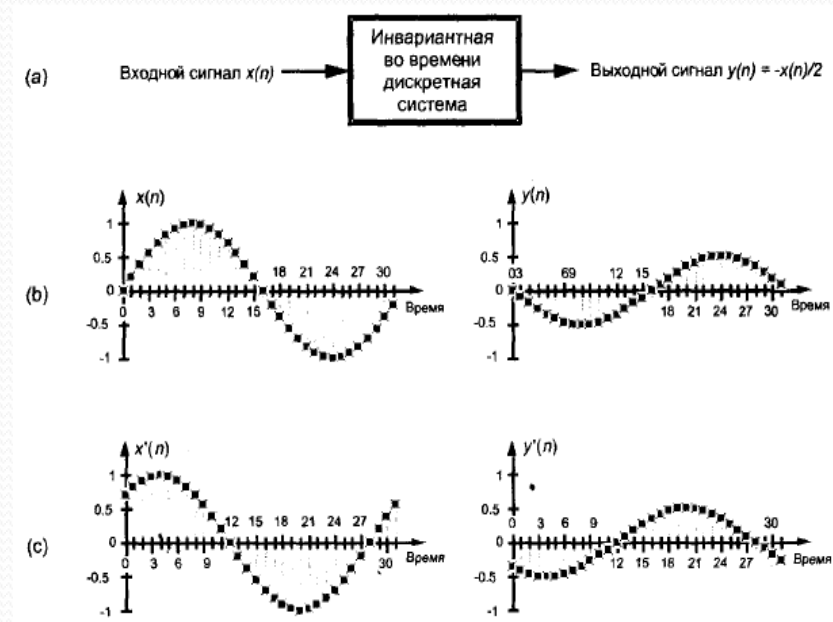 (a)
Входной сигнал x(n)
Инвариантная
во времени
дискретная
система
Выходной сигнал y(n) = -x(n)/2
(b)
x(n)
1
0.5
0
-0.5
-1
18 21 24 27 30
0 3 6 9 12 15
Время
y(n)
1
0.5
0
-0.5
-1
03 69 12 15
18 21 24 27 30
Время
(c)
x'(n)
1
0.5
0
-0.5
-1
12 15 18 21 24 27
0 3 6 9 30
Время
y'(n)
1
0.5
0
-0.5
-1
0 3 6 9 30
12 15 18 21 24 27
Время